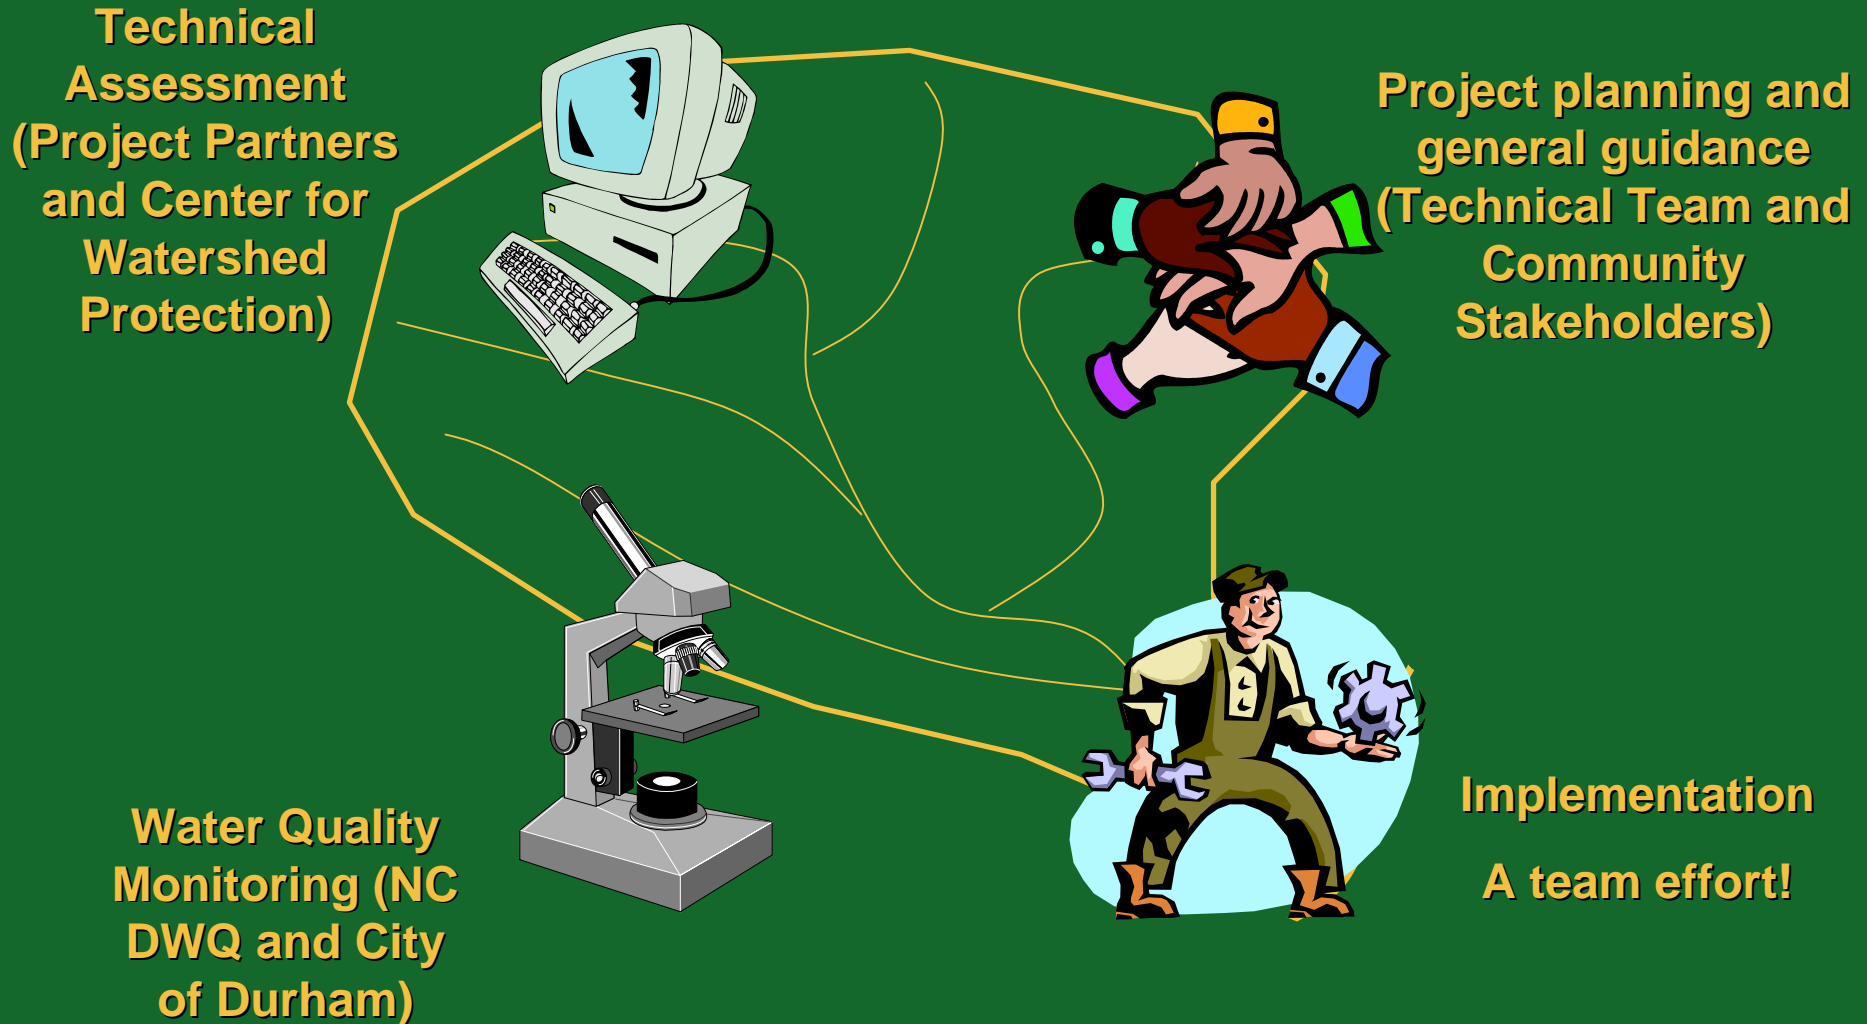 Technical
Assessment
(Project Partners
and Center for
Watershed
Protection)
Project planning and
general guidance
(Technical Team and
Community
Stakeholders)
Water Quality
Monitoring (NC
DWQ and City
of Durham)
Implementation
A team effort!